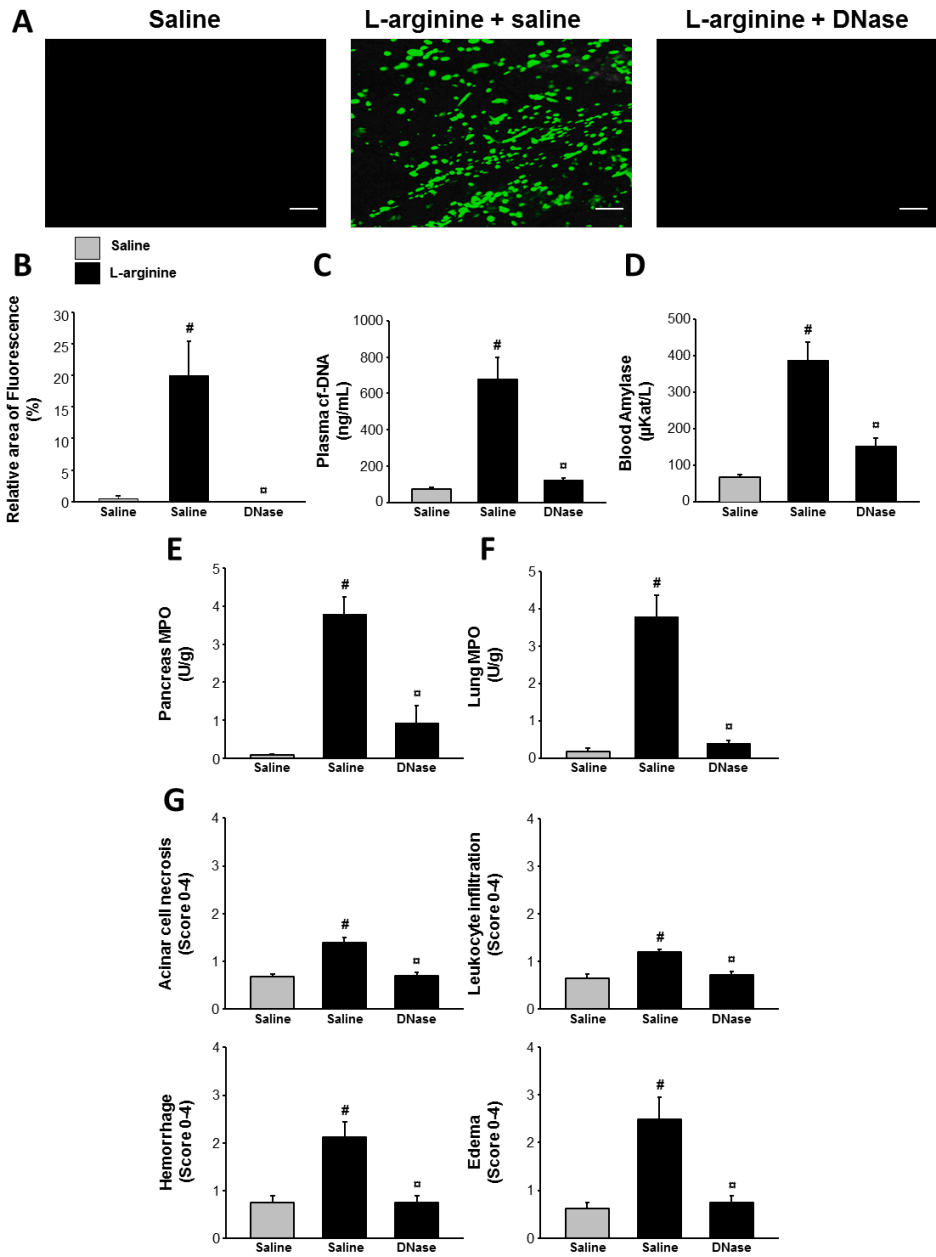 A
Saline
L-arginine + saline
L-arginine + DNase
Saline
L-arginine
B
Relative area of Fluorescence
(%)
30
25
20
15
10
5
0
#
¤
Saline
Saline
DNase
C
Plasma cf-DNA
(ng/mL)
1000
800
600
400
200
0
#
¤
Saline
Saline
DNase
D
Blood Amylase
(µKat/L)
500
400
300
200
100
0
#
¤
Saline
Saline
DNase
E
Pancreas MPO
(U/g)
5
4
3
2
1
0
#
¤
Saline
Saline
DNase
F
Lung MPO
(U/g)
5
4
3
2
1
0
#
¤
Saline
Saline
DNase
G
Acinar cell necrosis
(Score 0-4)
4
3
2
1
0
#
¤
Saline
Saline
DNase
Leukocyte infiltration
(Score 0-4)
4
3
2
1
0
#
¤
Saline
Saline
DNase
Hemorrhage
(Score 0-4)
4
3
2
1
0
#
¤
Saline
Saline
DNase
Edema
(Score 0-4)
4
3
2
1
0
#
¤
Saline
Saline
DNase